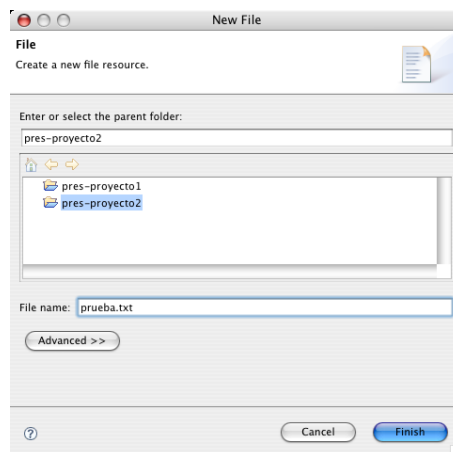 New File
File
Create a new file resource.
Enter or select the parent folder:
pres-proyecto2
pres-proyecto1
pres-proyecto2
File name: prueba.txt
Advanced >>
? Cancel Finish